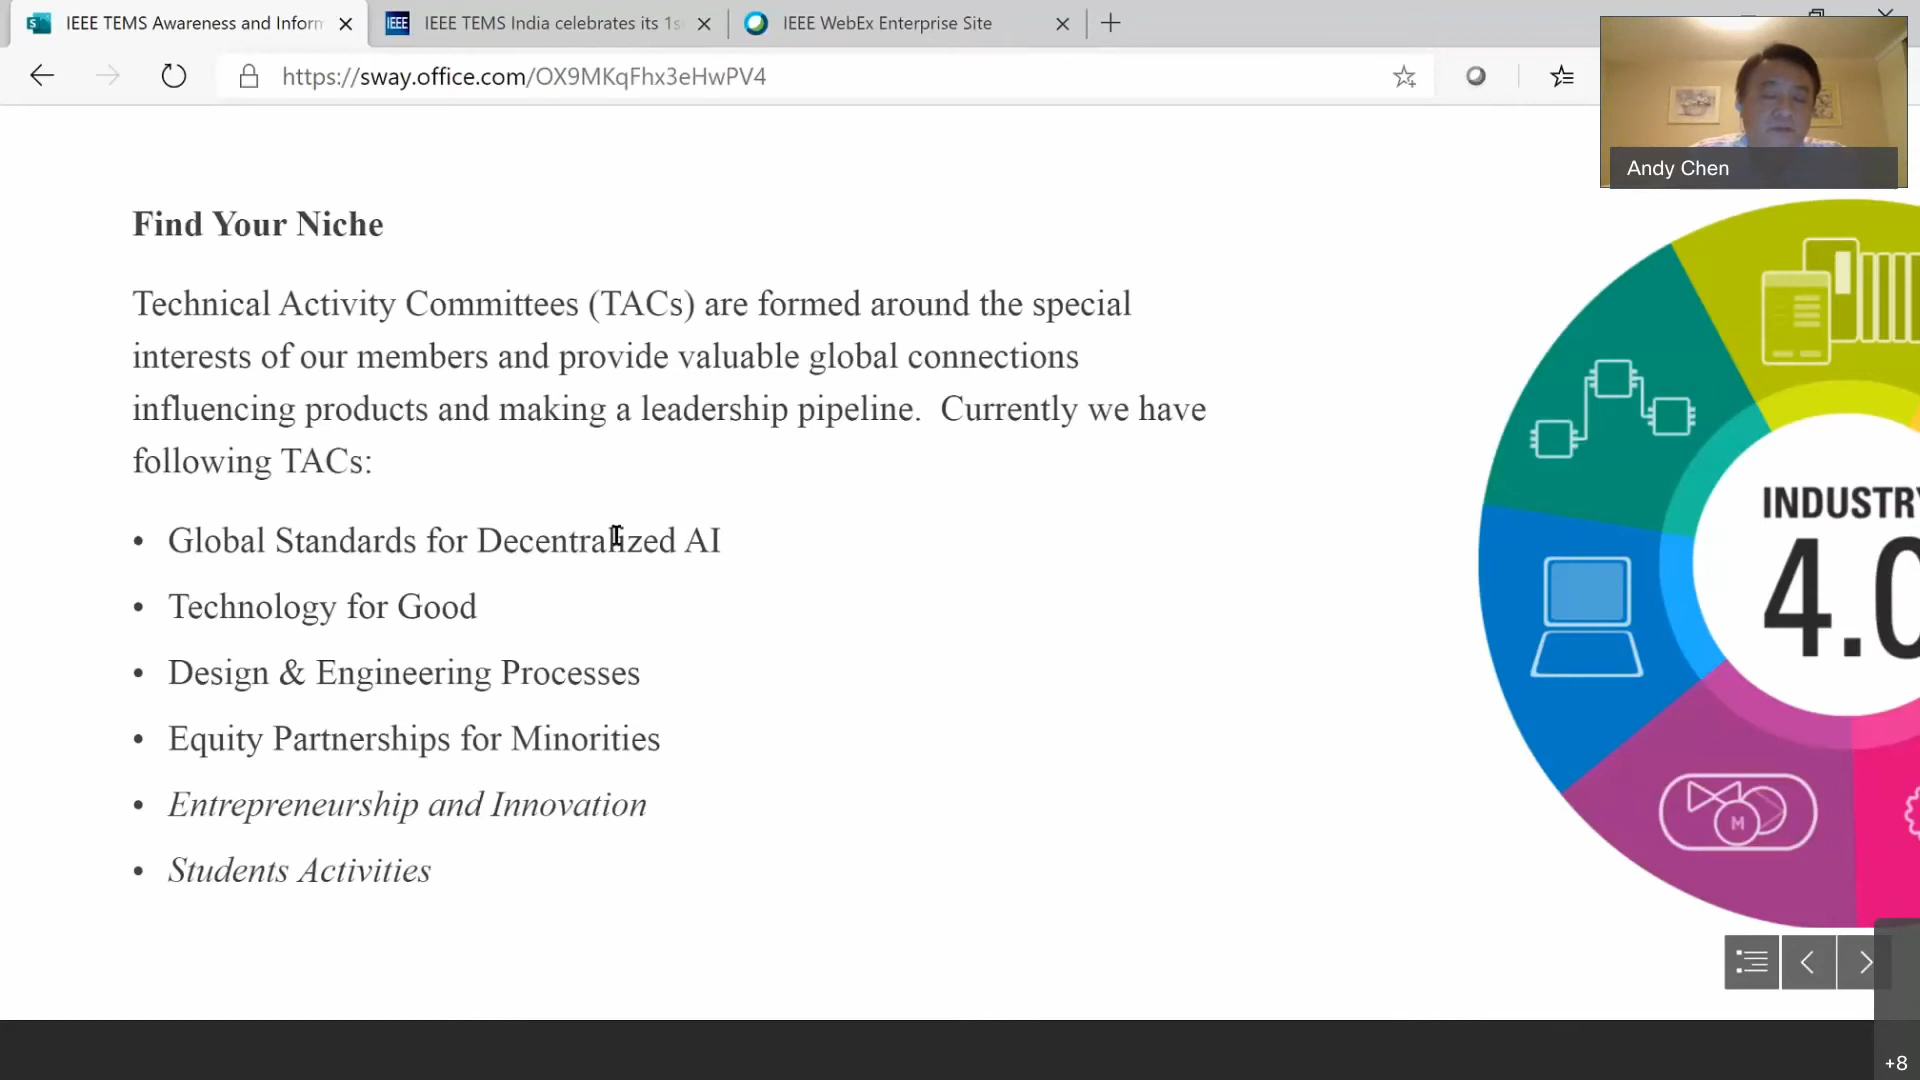 IEEE TEMS Awareness and Inforn
IEEE TEMS India celebrates its 1s
IEEE WebEx Enterprise Site
https://sway.office.com/OX9MKqFhx3eHwPV4
Andy Chen
Find Your Niche
Technical Activity Committees (TACs) are formed around the special
interests of our members and provide valuable global connections
influencing products and making a leadership pipeline.  Currently we have
following TACs:
• Global Standards for Decentralized AI
• Technology for Good
• Design & Engineering Processes
• Equity Partnerships for Minorities
• Entrepreneurship and Innovation
• Students Activities
INDUSTRY
4.0
M
+8